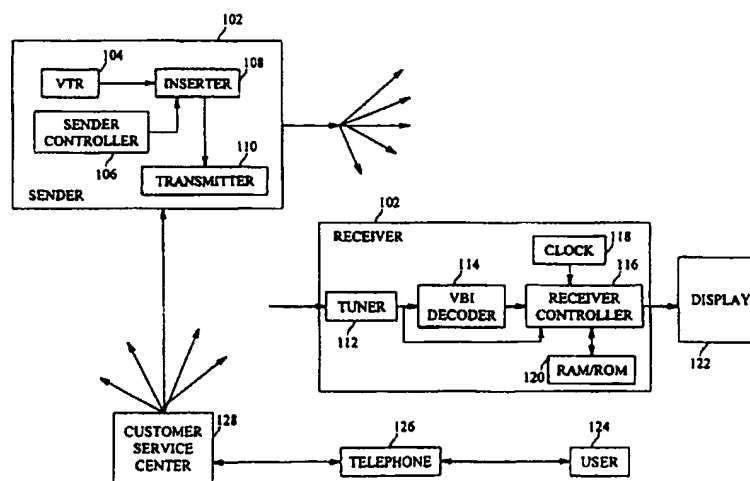 102
104
108
VTR
INSERTER
SENDER
CONTROLLER
106
110
TRANSMITTER
SENDER
102
RECEIVER
118
CLOCK
114
116
TUNER
VBI
DECODER
RECEIVER
CONTROLLER
DISPLAY
112
120
RAM/ROM
122
128
CUSTOMER
SERVICE
CENTER
126
TELEPHONE
124
USER